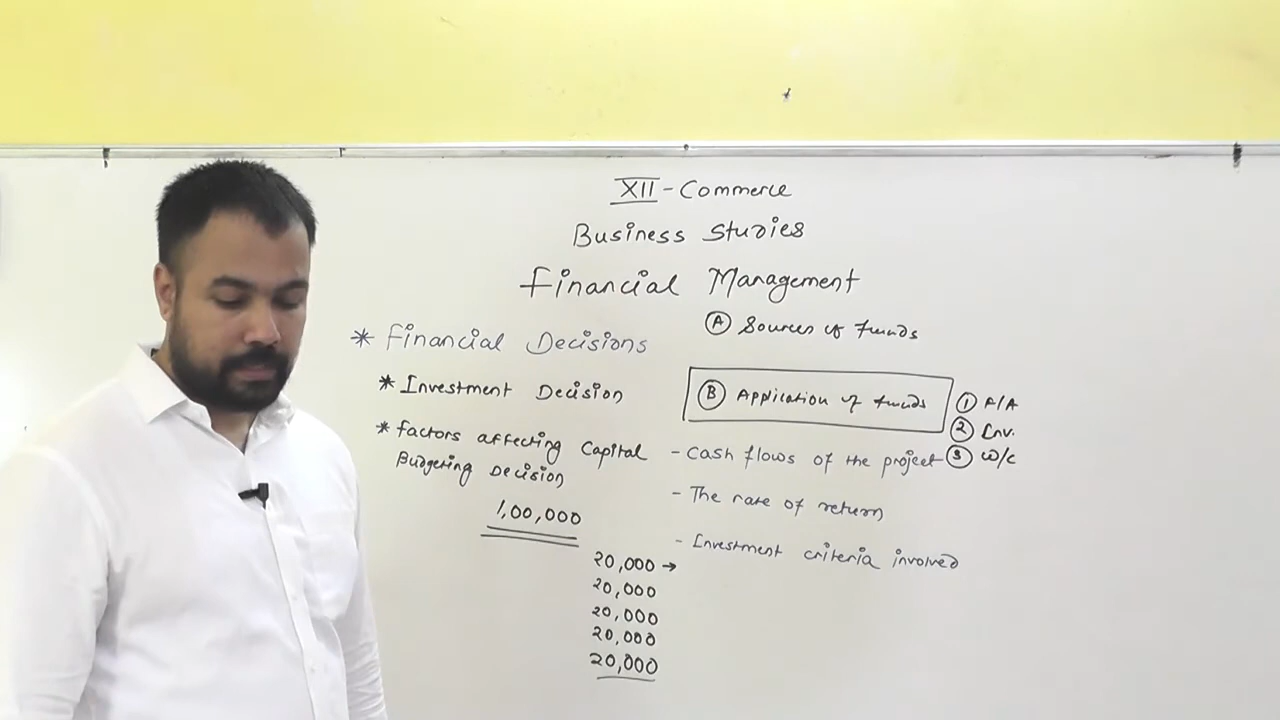 XII - Commerce
Business Studies
Financial Management
(A) Sources of funds
* Financial Decisions
* Investment Decision
(B) Application of funds
(1) F/A
(2) Inv.
(3) W/C
* Factors affecting Capital
Budgeting Decision
- Cash flows of the project
- The rate of return
- Investment criteria involved
1,00,000
20,000 →
20,000
20,000
20,000
20,000